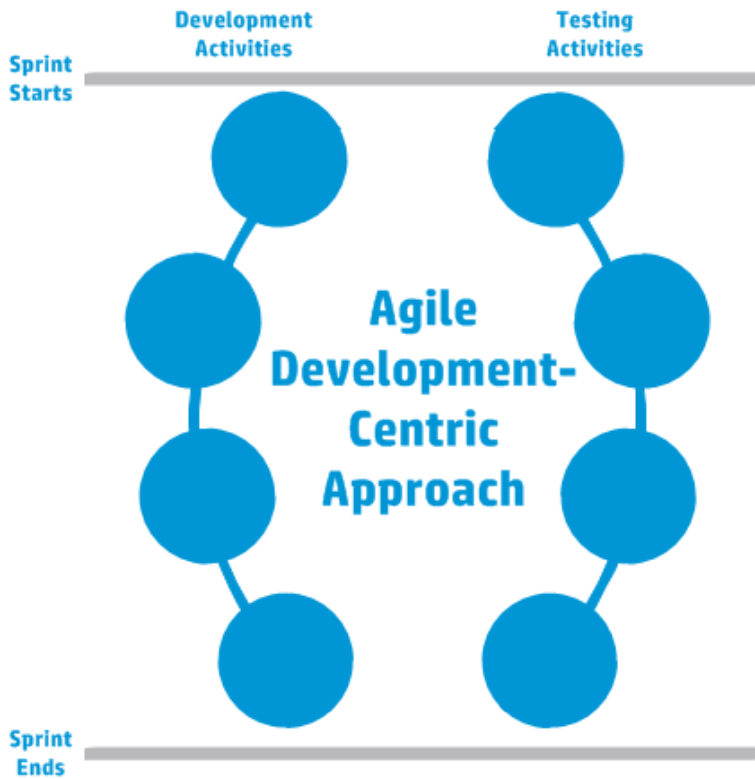 Development
Activities
Testing
Activities
Sprint
Starts
Agile
Development-
Centric
Approach
Sprint
Ends